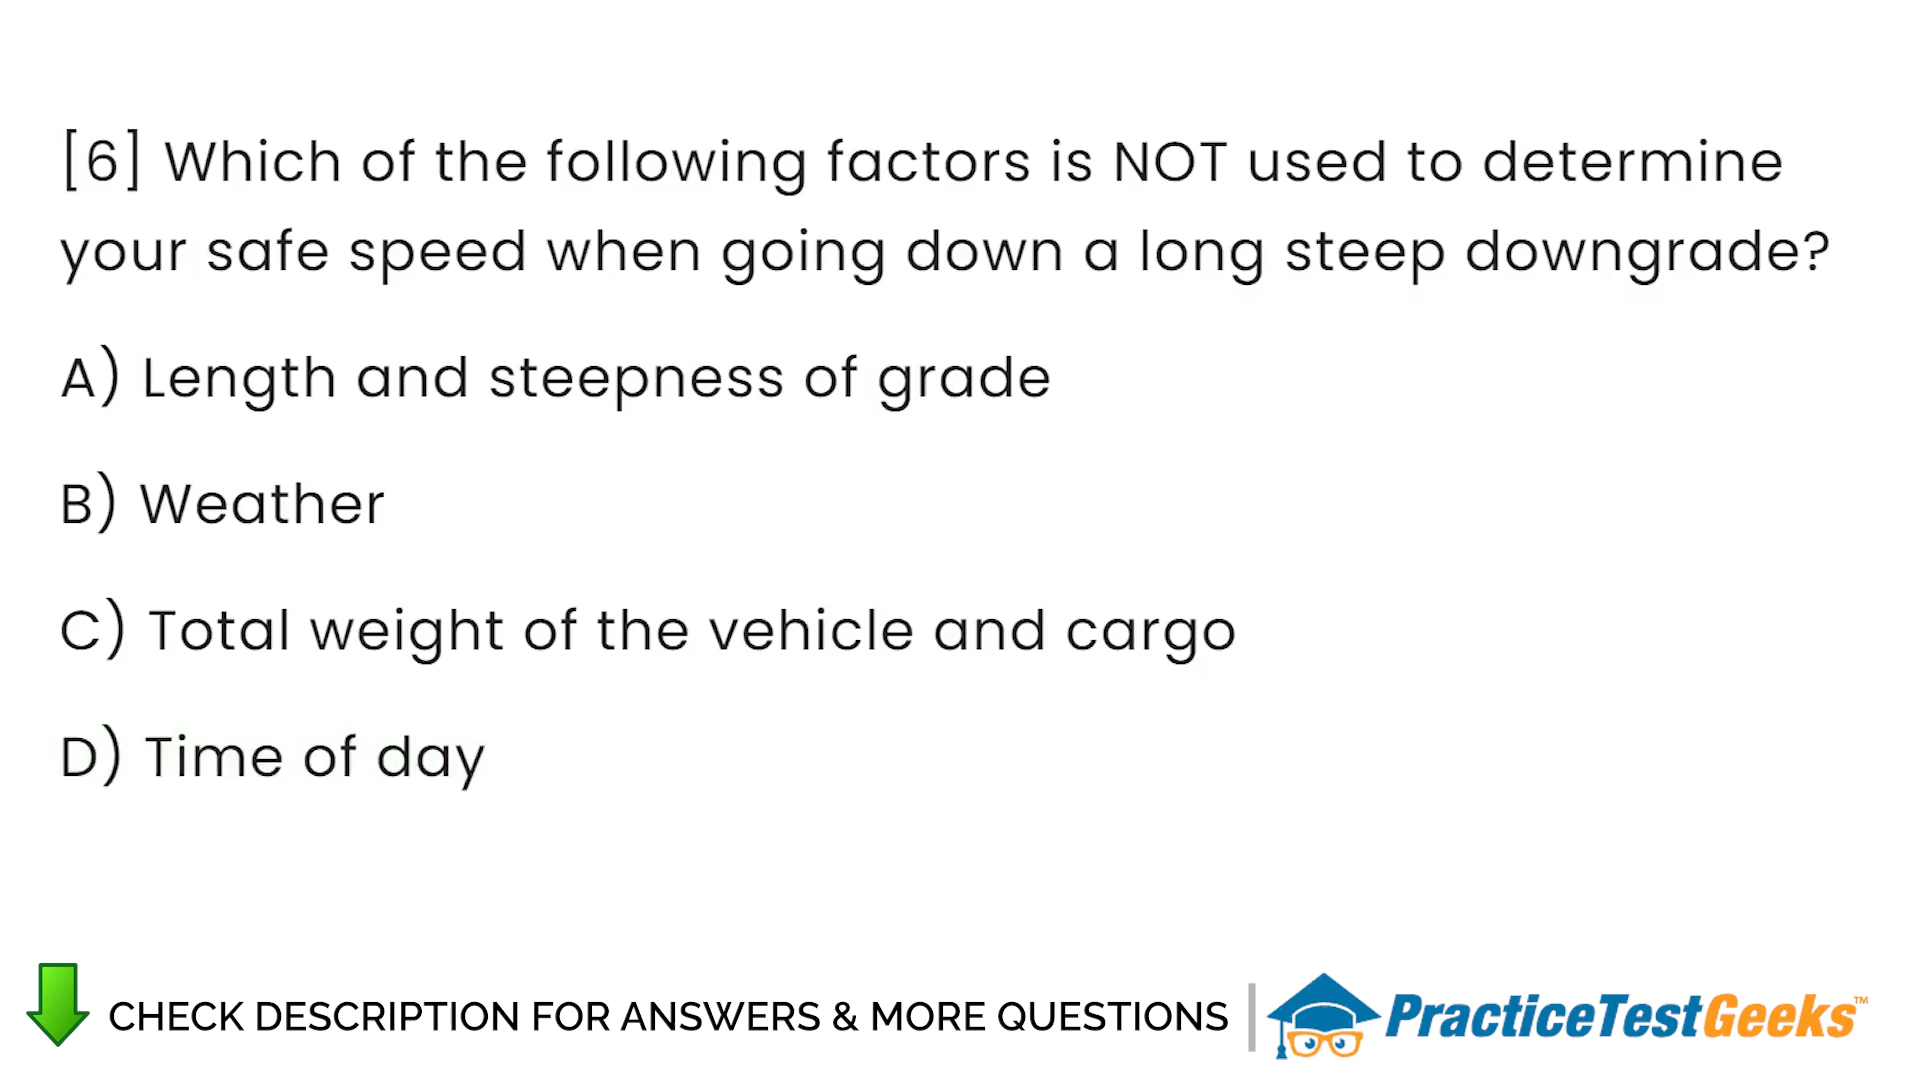 [6] Which of the following factors is NOT used to determine
your safe speed when going down a long steep downgrade?
A) Length and steepness of grade
B) Weather
C) Total weight of the vehicle and cargo
D) Time of day
CHECK DESCRIPTION FOR ANSWERS & MORE QUESTIONS
PracticeTestGeeks™